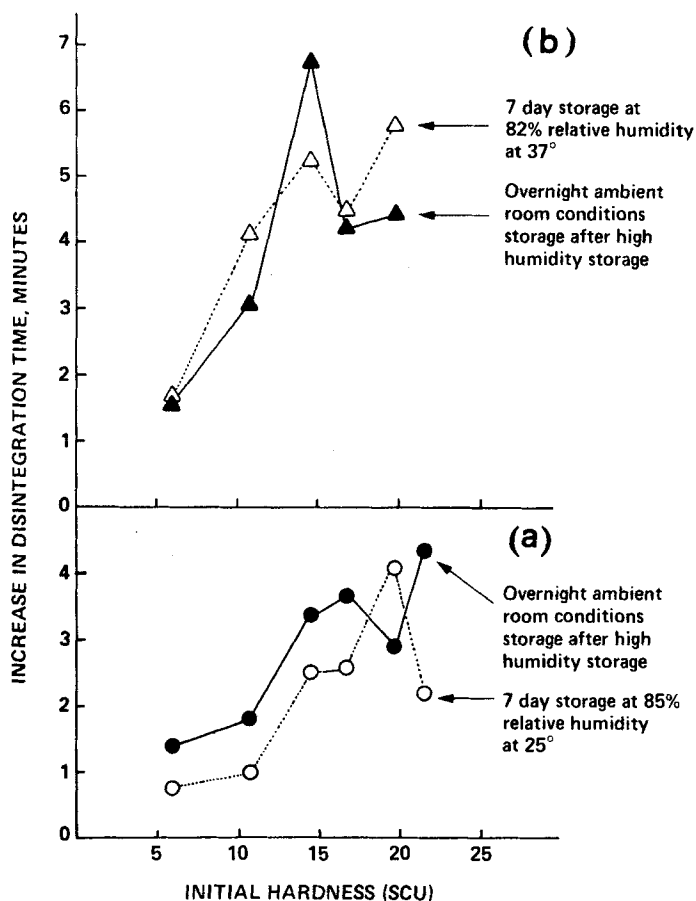 (b)
7
6
5
4
3
2
1
0
7 day storage at
82% relative humidity
at 37°
Overnight ambient
room conditions
storage after high
humidity storage
INCREASE IN DISINTEGRATION TIME, MINUTES
(a)
4
3
2
1
0
Overnight ambient
room conditions
storage after high
humidity storage
7 day storage at 85%
relative humidity
at 25°
5 10 15 20 25
INITIAL HARDNESS (SCU)